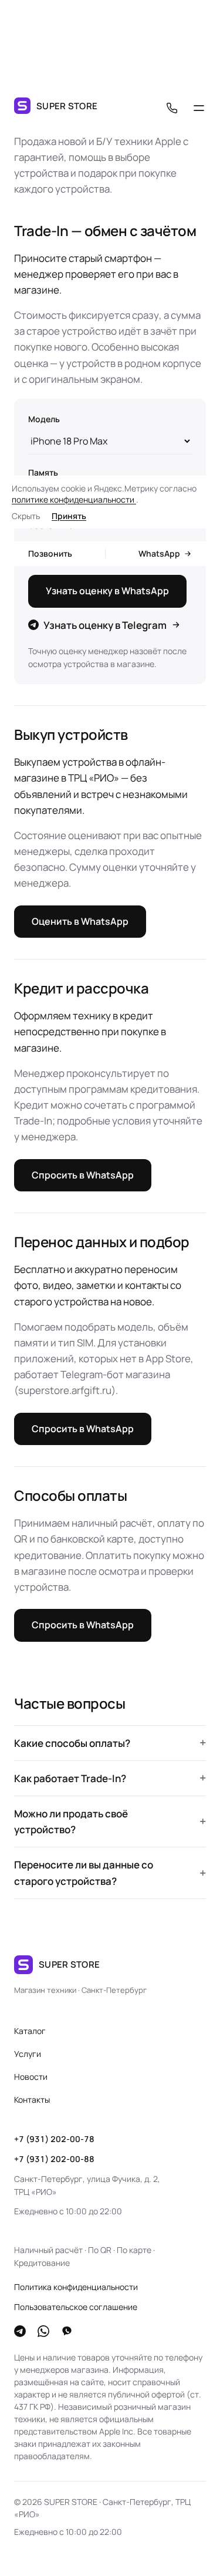 SUPER STORE
Продажа новой и Б/У техники Apple с
гарантией, помощь в выборе
устройства и подарок при покупке
каждого устройства.
Trade-In — обмен с зачётом
Приносите старый смартфон —
менеджер проверяет его при вас в
магазине.
Стоимость фиксируется сразу, а сумма
за старое устройство идёт в зачёт при
покупке нового. Особенно высокая
оценка — у устройств в родном корпусе
и с оригинальным экраном.
Модель
iPhone 18 Pro Max
Память
Используем cookie и Яндекс.Метрику согласно
политике конфиденциальности .
Скрыть Принять
Позвонить WhatsApp →
Узнать оценку в WhatsApp
Узнать оценку в Telegram →
Точную оценку менеджер назовёт после
осмотра устройства в магазине.
Выкуп устройств
Выкупаем устройства в офлайн-
магазине в ТРЦ «РИО» — без
объявлений и встреч с незнакомыми
покупателями.
Состояние оценивают при вас опытные
менеджеры, сделка проходит
безопасно. Сумму оценки уточняйте у
менеджера.
Оценить в WhatsApp
Кредит и рассрочка
Оформляем технику в кредит
непосредственно при покупке в
магазине.
Менеджер проконсультирует по
доступным программам кредитования.
Кредит можно сочетать с программой
Trade-In; подробные условия уточняйте
у менеджера.
Спросить в WhatsApp
Перенос данных и подбор
Бесплатно и аккуратно переносим
фото, видео, заметки и контакты со
старого устройства на новое.
Помогаем подобрать модель, объём
памяти и тип SIM. Для установки
приложений, которых нет в App Store,
работает Telegram-бот магазина
(superstore.arfgift.ru).
Спросить в WhatsApp
Способы оплаты
Принимаем наличный расчёт, оплату по
QR и по банковской карте, доступно
кредитование. Оплатить покупку можно
в магазине после осмотра и проверки
устройства.
Спросить в WhatsApp
Частые вопросы
Какие способы оплаты? +
Как работает Trade-In? +
Можно ли продать своё
устройство? +
Переносите ли вы данные со
старого устройства? +
SUPER STORE
Магазин техники · Санкт-Петербург
Каталог
Услуги
Новости
Контакты
+7 (931) 202-00-78
+7 (931) 200-00-88
Санкт-Петербург, улица Фучика, д. 2,
ТРЦ «РИО»
Ежедневно с 10:00 до 22:00
Наличный расчёт · По QR · По карте ·
Кредитование
Политика конфиденциальности
Пользовательское соглашение
Цены и наличие товаров уточняйте по телефону
у менеджеров магазина. Информация,
размещённая на сайте, носит справочный
характер и не является публичной офертой (ст.
437 ГК РФ). Независимый розничный магазин
техники, не является официальным
представительством Apple Inc. Все товарные
знаки принадлежат их законным
правообладателям.
© 2026 SUPER STORE · Санкт-Петербург, ТРЦ
«РИО»
Ежедневно с 10:00 до 22:00